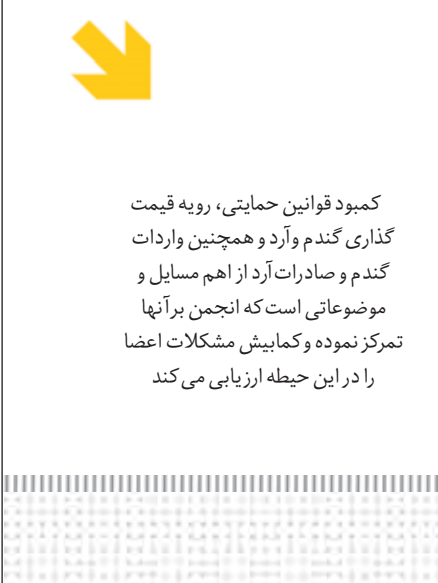 کمبود قوانین حمایتی، رویه قیمت
گذاری گندم وآرد و همچنین واردات
گندم و صادرات آرد از اهم مسایل و
موضوعاتی است که انجمن برآنها
تمرکز نموده وکمابیش مشکلات اعضا
را در این حیطه ارزیابی می کند